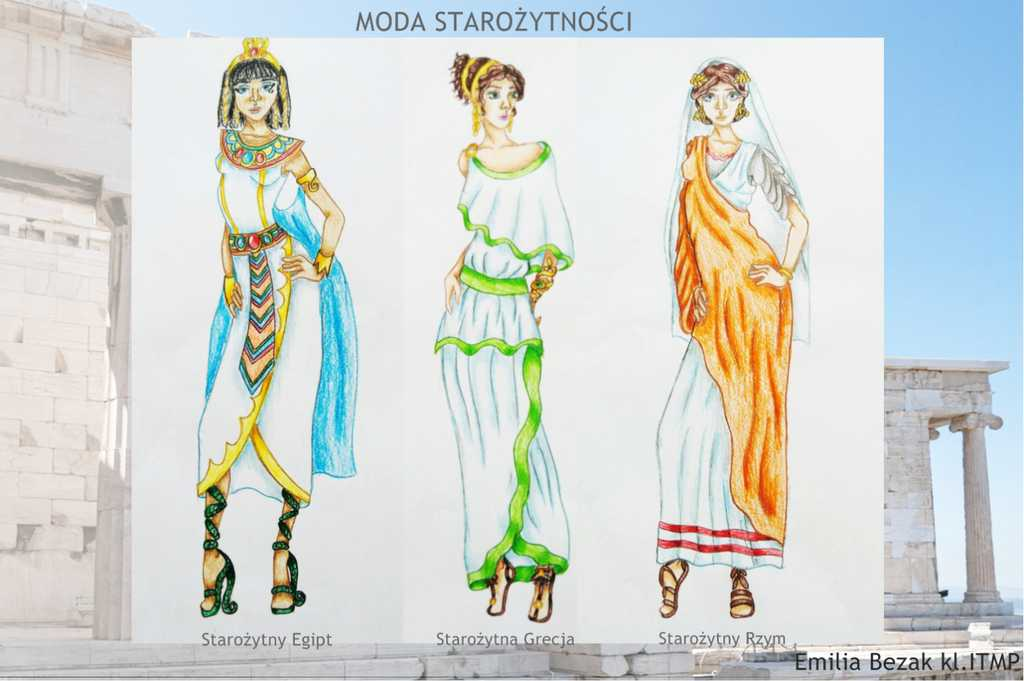 MODA STAROŻYTNOŚCI
Starożytny Egipt
Starożytna Grecja
Starożytny Rzym
Emilia Bezak kl.ITMP